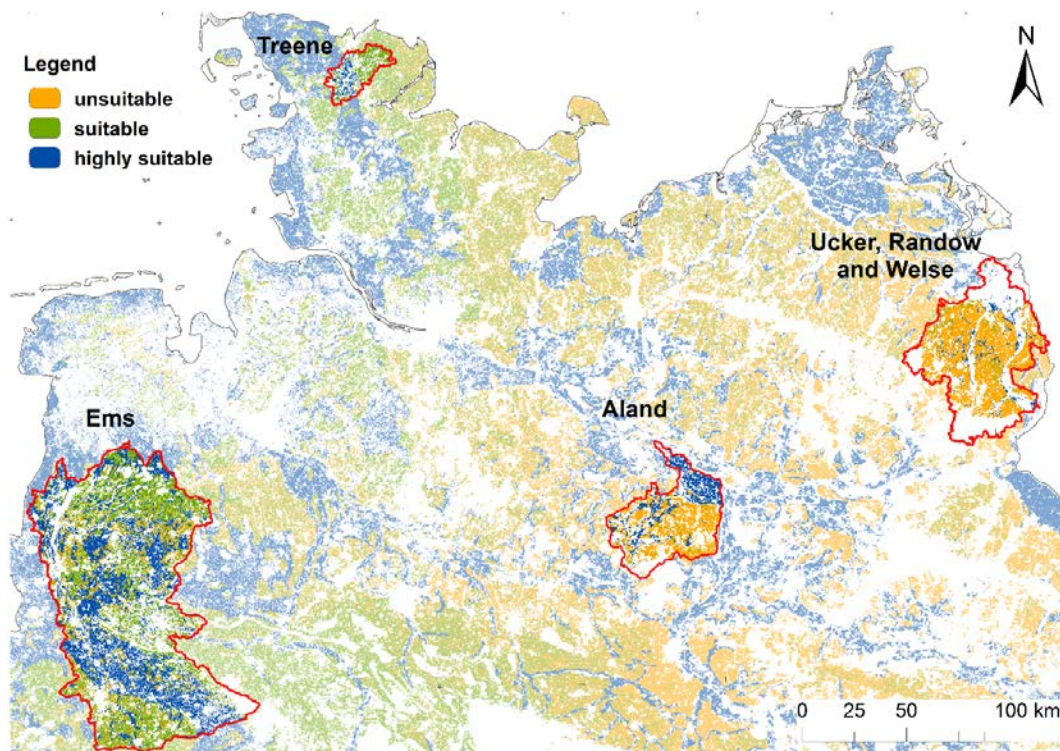 Treene
N
Legend
unsuitable
suitable
highly suitable
Ucker, Randow
and Welse
Ems
Aland
0 25 50 100 km